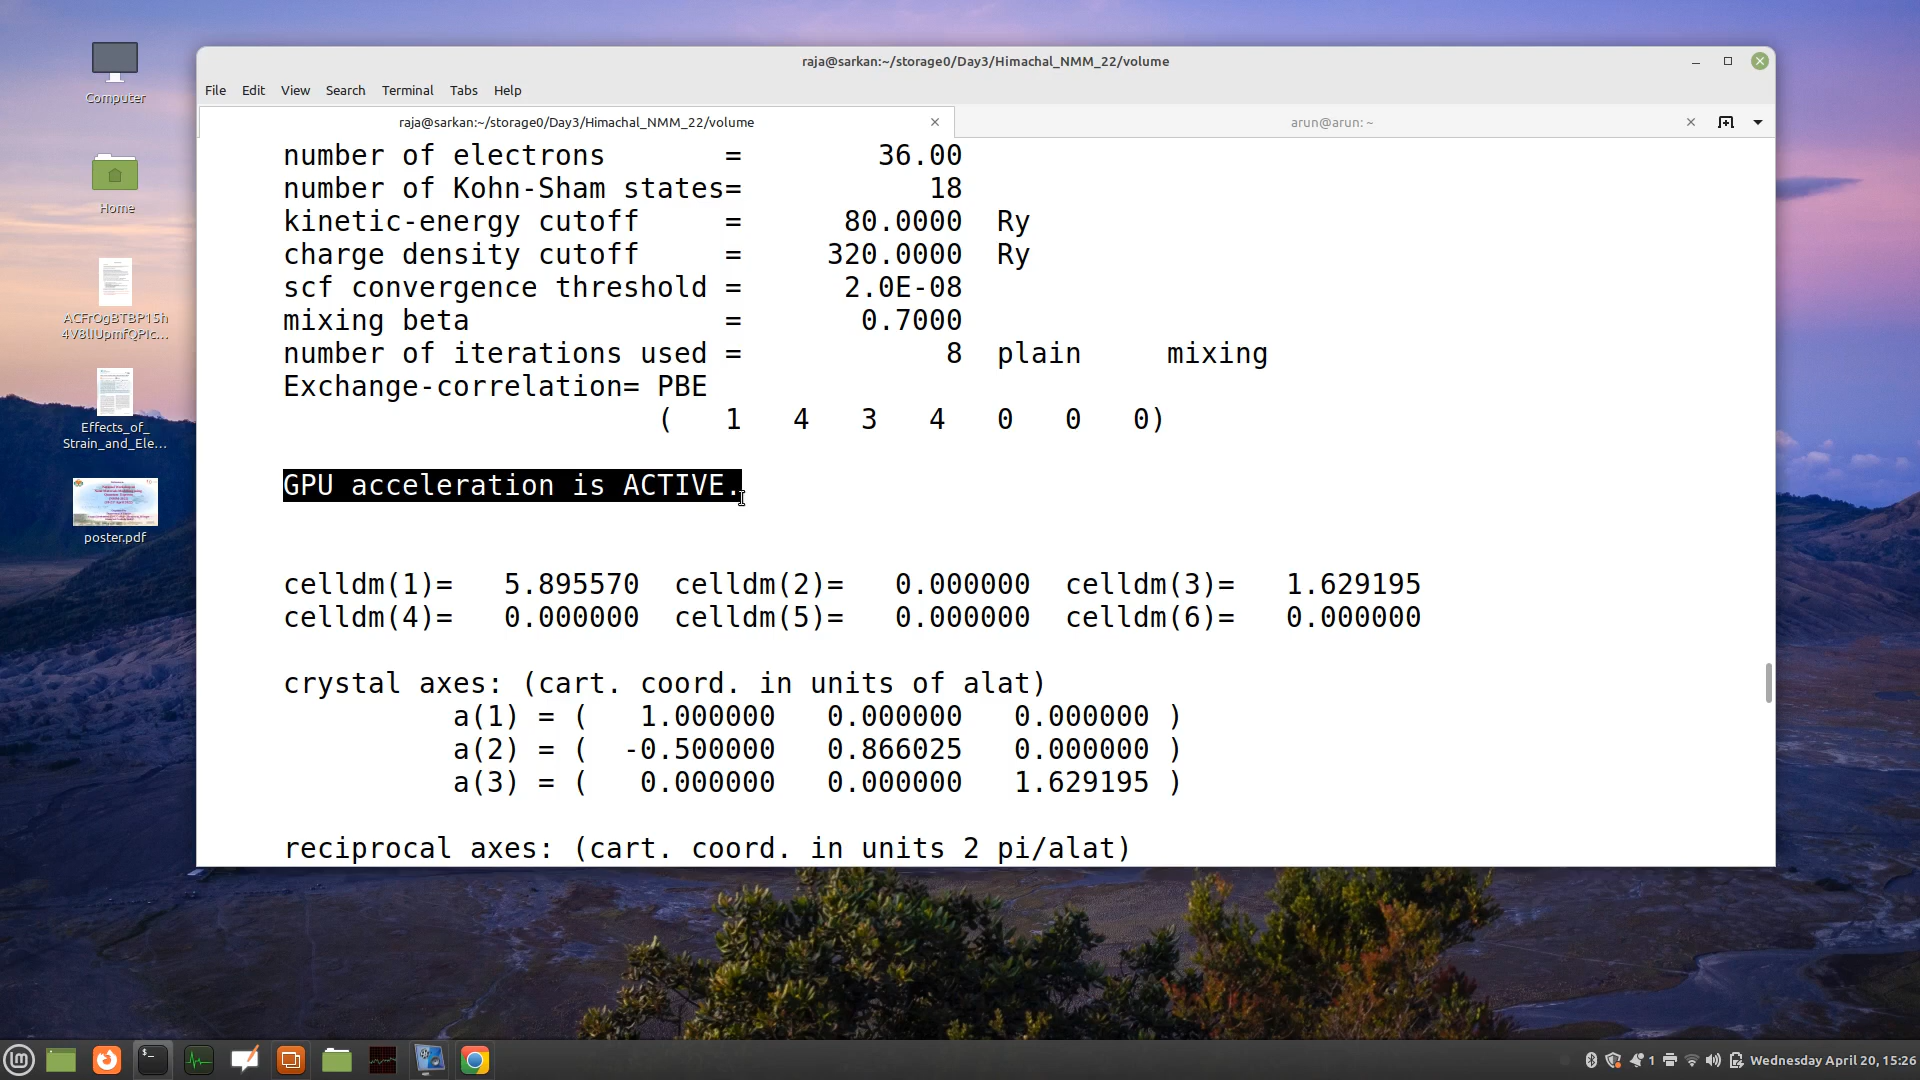 raja@sarkan:~/storage0/Day3/Himachal_NMM_22/volume
File Edit View Search Terminal Tabs Help
raja@sarkan:~/storage0/Day3/Himachal_NMM_22/volume
arun@arun: ~
number of electrons       =        36.00
number of Kohn-Sham states=           18
kinetic-energy cutoff     =      80.0000  Ry
charge density cutoff     =     320.0000  Ry
scf convergence threshold =      2.0E-08
mixing beta               =       0.7000
number of iterations used =            8  plain     mixing
Exchange-correlation= PBE
(   1   4   3   4   0   0   0)
GPU acceleration is ACTIVE.
celldm(1)=   5.895570  celldm(2)=   0.000000  celldm(3)=   1.629195
celldm(4)=   0.000000  celldm(5)=   0.000000  celldm(6)=   0.000000
crystal axes: (cart. coord. in units of alat)
a(1) = (   1.000000   0.000000   0.000000 )
a(2) = (  -0.500000   0.866025   0.000000 )
a(3) = (   0.000000   0.000000   1.629195 )
reciprocal axes: (cart. coord. in units 2 pi/alat)
Computer
Home
Effects_of_
Strain_and_Ele...
poster.pdf
1
Wednesday April 20, 15:26